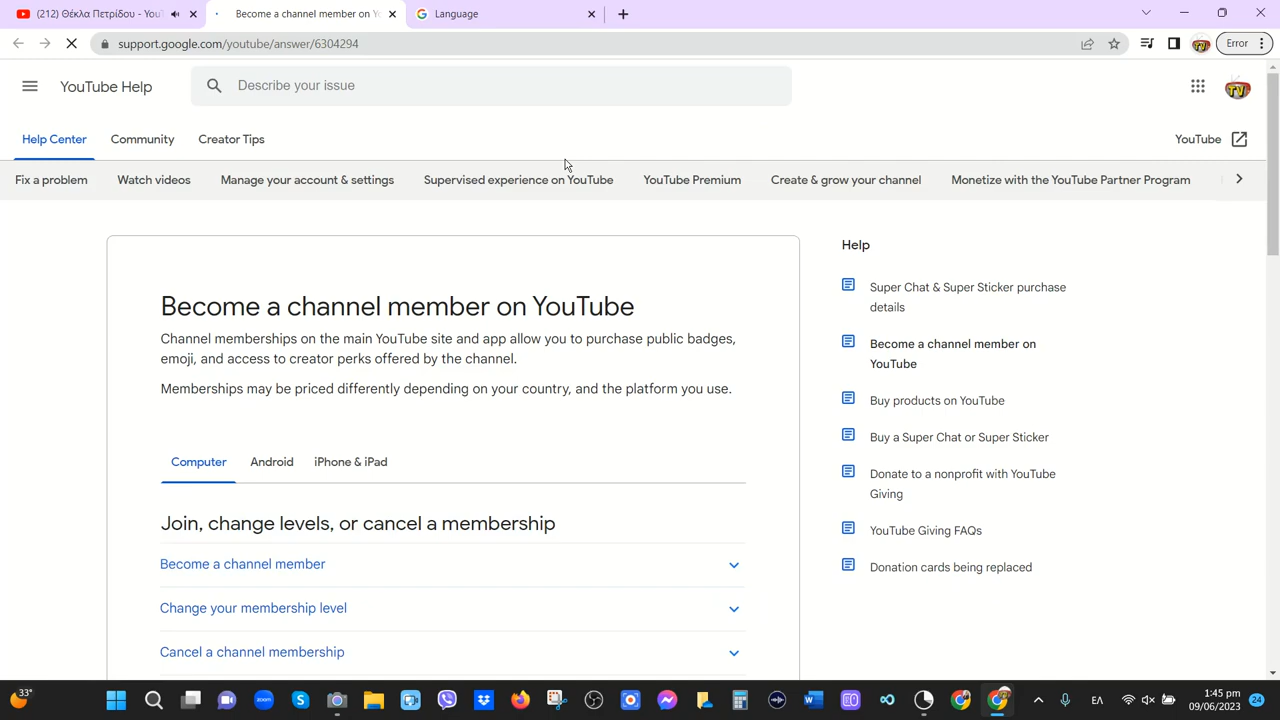 (212) Θέκλα Πετρίδου - You
Become a channel member on Yo
Language
support.google.com/youtube/answer/6304294
Error
YouTube Help
Describe your issue
TV
Help Center
Community
Creator Tips
YouTube
Fix a problem
Watch videos
Manage your account & settings
Supervised experience on YouTube
YouTube Premium
Create & grow your channel
Monetize with the YouTube Partner Program
Become a channel member on YouTube
Channel memberships on the main YouTube site and app allow you to purchase public badges,
emoji, and access to creator perks offered by the channel.
Memberships may be priced differently depending on your country, and the platform you use.
Computer
Android
iPhone & iPad
Join, change levels, or cancel a membership
Become a channel member
Change your membership level
Cancel a channel membership
Help
Super Chat & Super Sticker purchase
details
Become a channel member on
YouTube
Buy products on YouTube
Buy a Super Chat or Super Sticker
Donate to a nonprofit with YouTube
Giving
YouTube Giving FAQs
Donation cards being replaced
33°
zoom
ΕΛ
1:45 pm
09/06/2023
24